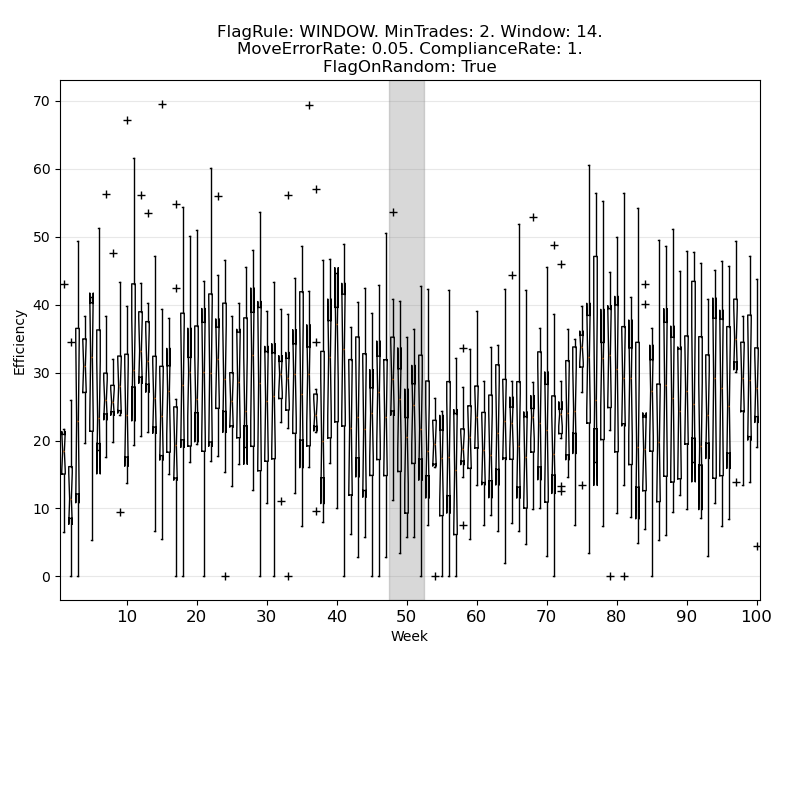 FlagRule: WINDOW. MinTrades: 2. Window: 14.
MoveErrorRate: 0.05. ComplianceRate: 1.
FlagOnRandom: True
70
60
50
40
30
20
10
0
Efficiency
10 20 30 40 50 60 70 80 90 100
Week